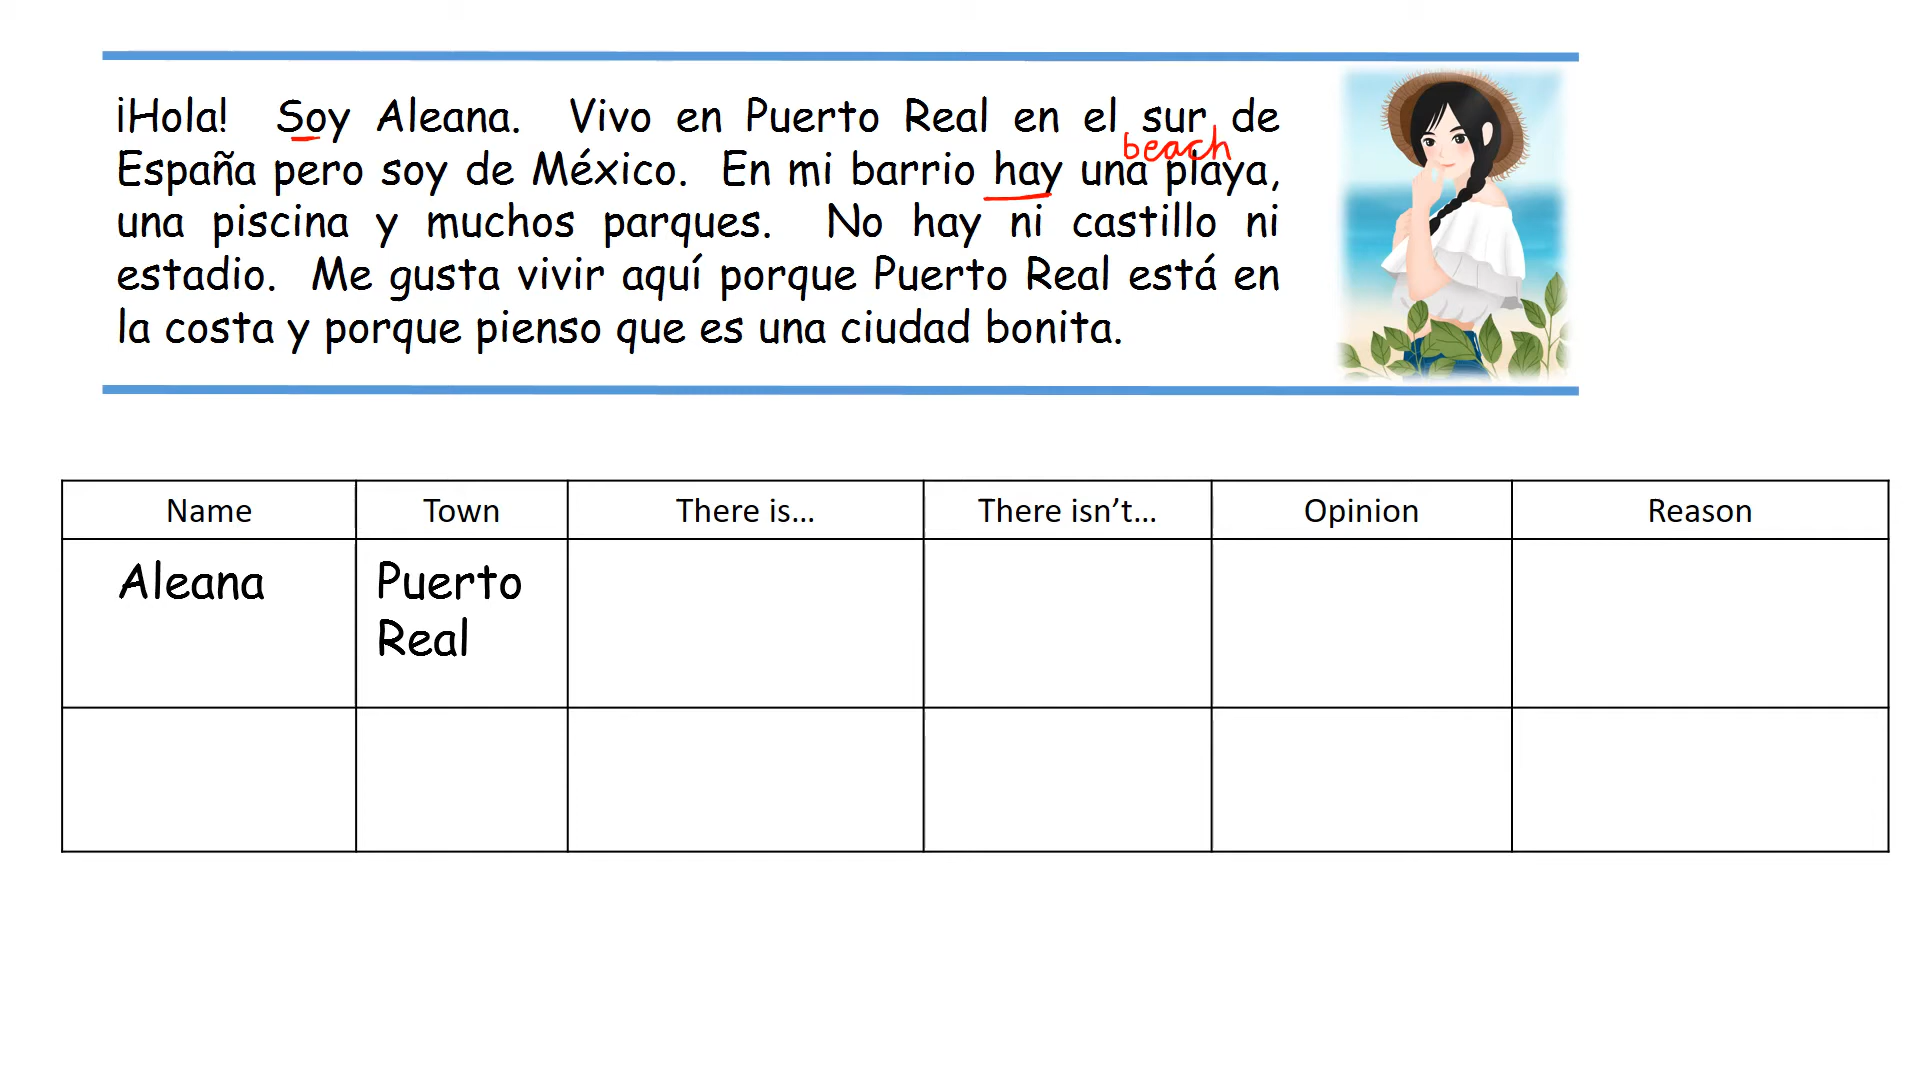 ¡Hola! Soy Aleana. Vivo en Puerto Real en el sur de
beach
España pero soy de México. En mi barrio hay una playa,
una piscina y muchos parques. No hay ni castillo ni
estadio. Me gusta vivir aquí porque Puerto Real está en
la costa y porque pienso que es una ciudad bonita.
Name Town There is... There isn't... Opinion Reason
Aleana Puerto
Real